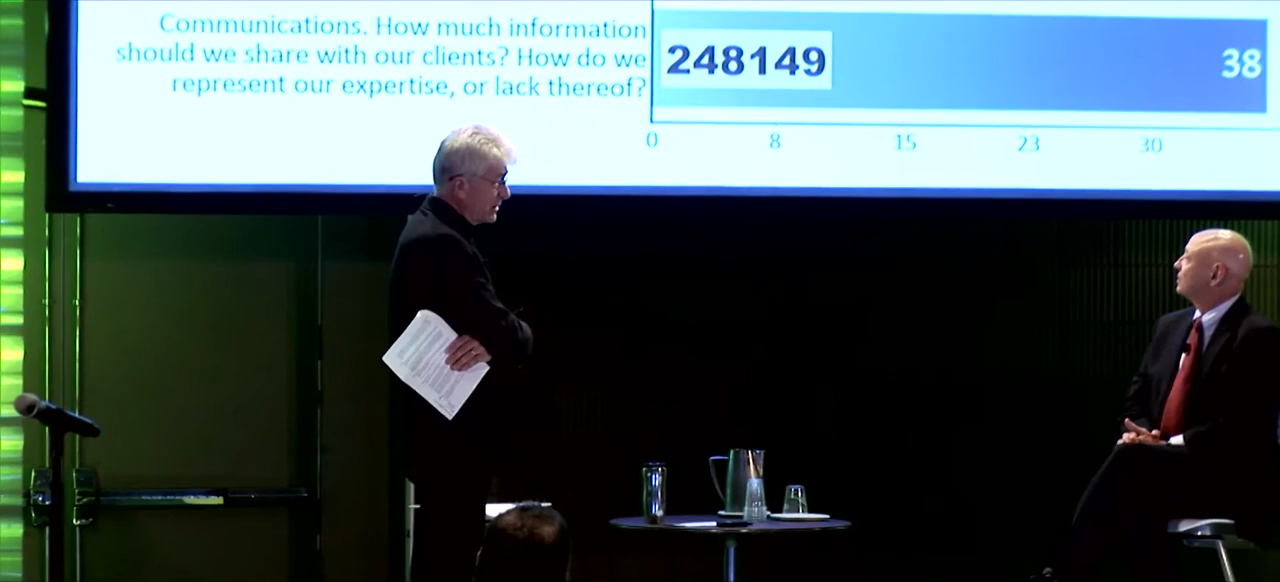 Communications. How much information
should we share with our clients? How do we
represent our expertise, or lack thereof?
248149
38
0 8 15 23 30